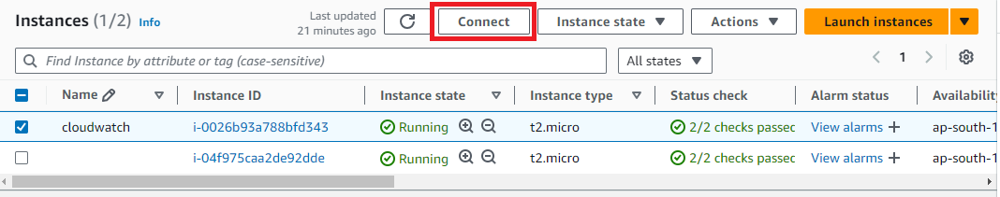 Instances (1/2) Info
Last updated
21 minutes ago
Connect
Instance state
Actions
Launch instances
Find Instance by attribute or tag (case-sensitive)
All states
1
Name Instance ID Instance state Instance type Status check Alarm status Availability
cloudwatch i-0026b93a788bfd343 Running t2.micro 2/2 checks passed View alarms ap-south-1
i-04f975caa2de92dde Running t2.micro 2/2 checks passed View alarms ap-south-1